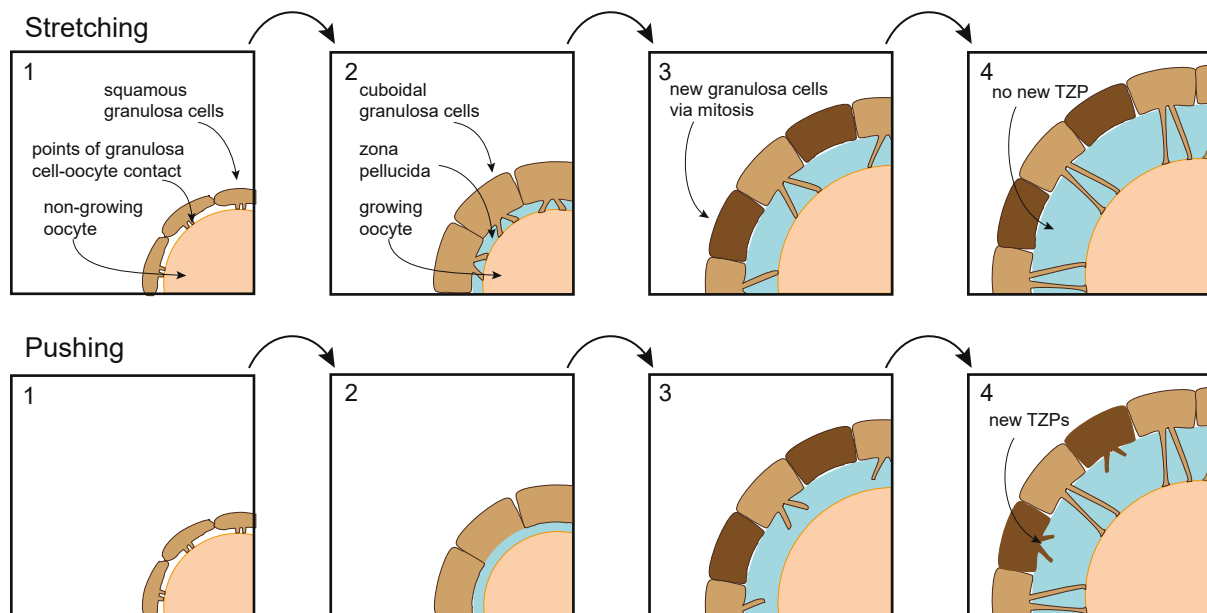 Stretching
1
squamous
granulosa cells
points of granulosa
cell-oocyte contact
non-growing
oocyte
2
cuboidal
granulosa cells
zona
pellucida
growing
oocyte
3
new granulosa cells
via mitosis
4
no new TZP
Pushing
1
2
3
4
new TZPs